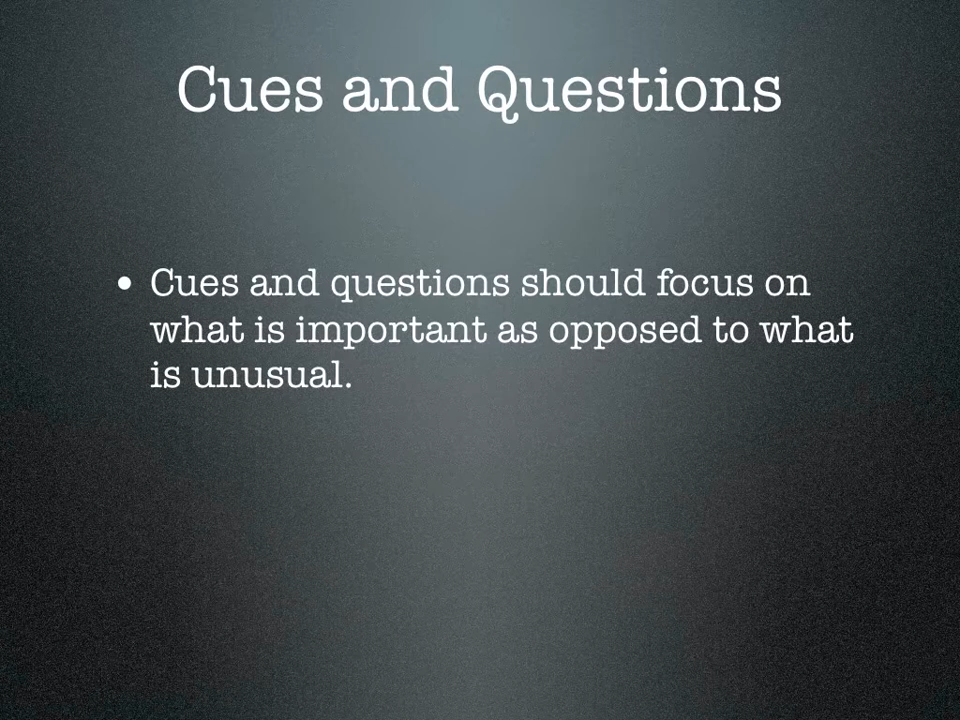 Cues and Questions
• Cues and questions should focus on
what is important as opposed to what
is unusual.